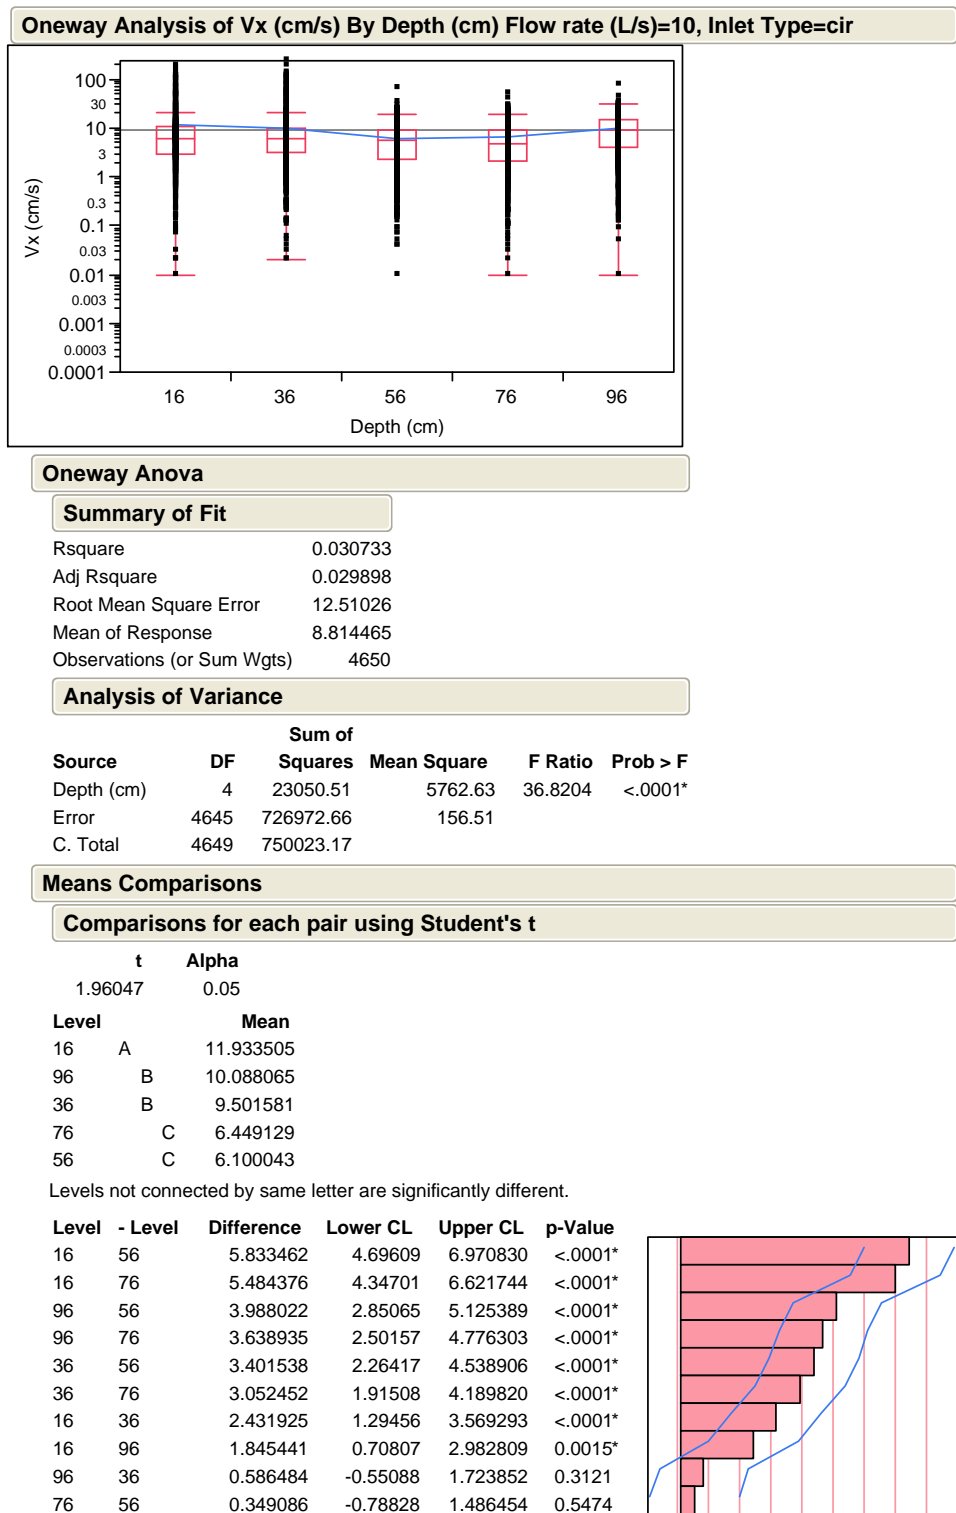 Oneway Analysis of Vx (cm/s) By Depth (cm) Flow rate (L/s)=10, Inlet Type=cir
100
30
10
3
1
0.3
0.1
0.03
0.01
0.003
0.001
0.0003
0.0001
Vx (cm/s)
16 36 56 76 96
Depth (cm)
Oneway Anova
Summary of Fit
Rsquare 0.030733
Adj Rsquare 0.029898
Root Mean Square Error 12.51026
Mean of Response 8.814465
Observations (or Sum Wgts) 4650
Analysis of Variance
Sum of
Source DF Squares Mean Square F Ratio Prob > F
Depth (cm) 4 23050.51 5762.63 36.8204 <.0001*
Error 4645 726972.66 156.51
C. Total 4649 750023.17
Means Comparisons
Comparisons for each pair using Student's t
t Alpha
1.96047 0.05
Level Mean
16 A 11.933505
96 B 10.088065
36 B 9.501581
76 C 6.449129
56 C 6.100043
Levels not connected by same letter are significantly different.
Level - Level Difference Lower CL Upper CL p-Value
16 56 5.833462 4.69609 6.970830 <.0001*
16 76 5.484376 4.34701 6.621744 <.0001*
96 56 3.988022 2.85065 5.125389 <.0001*
96 76 3.638935 2.50157 4.776303 <.0001*
36 56 3.401538 2.26417 4.538906 <.0001*
36 76 3.052452 1.91508 4.189820 <.0001*
16 36 2.431925 1.29456 3.569293 <.0001*
16 96 1.845441 0.70807 2.982809 0.0015*
96 36 0.586484 -0.55088 1.723852 0.3121
76 56 0.349086 -0.78828 1.486454 0.5474